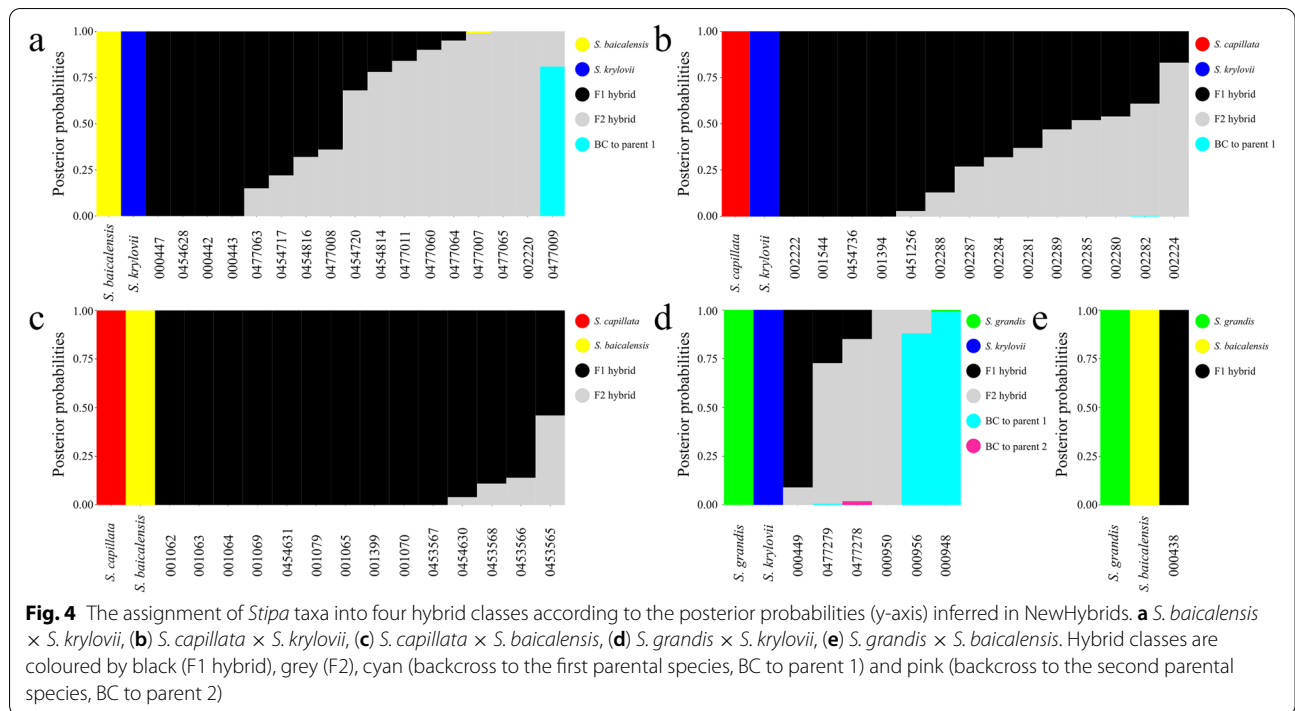 a
1.00
0.75
0.50
0.25
0.00
Posterior probabilities
S. baicalensis
S. krylovii
000447
0454628
000442
000443
0477063
0454717
0454816
0477008
0454720
0454814
0477011
0477060
0477064
0477007
0477065
002220
0477009
S. baicalensis
S. krylovii
F1 hybrid
F2 hybrid
BC to parent 1
b
1.00
0.75
0.50
0.25
0.00
Posterior probabilities
S. capillata
S. krylovii
002222
001544
0454736
001394
0451256
002288
002287
002284
002281
002289
002285
002280
002282
002224
S. capillata
S. krylovii
F1 hybrid
F2 hybrid
BC to parent 1
c
1.00
0.75
0.50
0.25
0.00
Posterior probabilities
S. capillata
S. baicalensis
001062
001063
001064
001069
0454631
001079
001065
001399
001070
0453567
0454630
0453568
0453566
0453565
S. capillata
S. baicalensis
F1 hybrid
F2 hybrid
d
1.00
0.75
0.50
0.25
0.00
Posterior probabilities
S. grandis
S. krylovii
000449
0477279
0477278
000950
000956
000948
S. grandis
S. krylovii
F1 hybrid
F2 hybrid
BC to parent 1
BC to parent 2
e
1.00
0.75
0.50
0.25
0.00
Posterior probabilities
S. grandis
S. baicalensis
000438
S. grandis
S. baicalensis
F1 hybrid
Fig. 4 The assignment of Stipa taxa into four hybrid classes according to the posterior probabilities (y-axis) inferred in NewHybrids. a S. baicalensis
× S. krylovii, (b) S. capillata × S. krylovii, (c) S. capillata × S. baicalensis, (d) S. grandis × S. krylovii, (e) S. grandis × S. baicalensis. Hybrid classes are
coloured by black (F1 hybrid), grey (F2), cyan (backcross to the first parental species, BC to parent 1) and pink (backcross to the second parental
species, BC to parent 2)